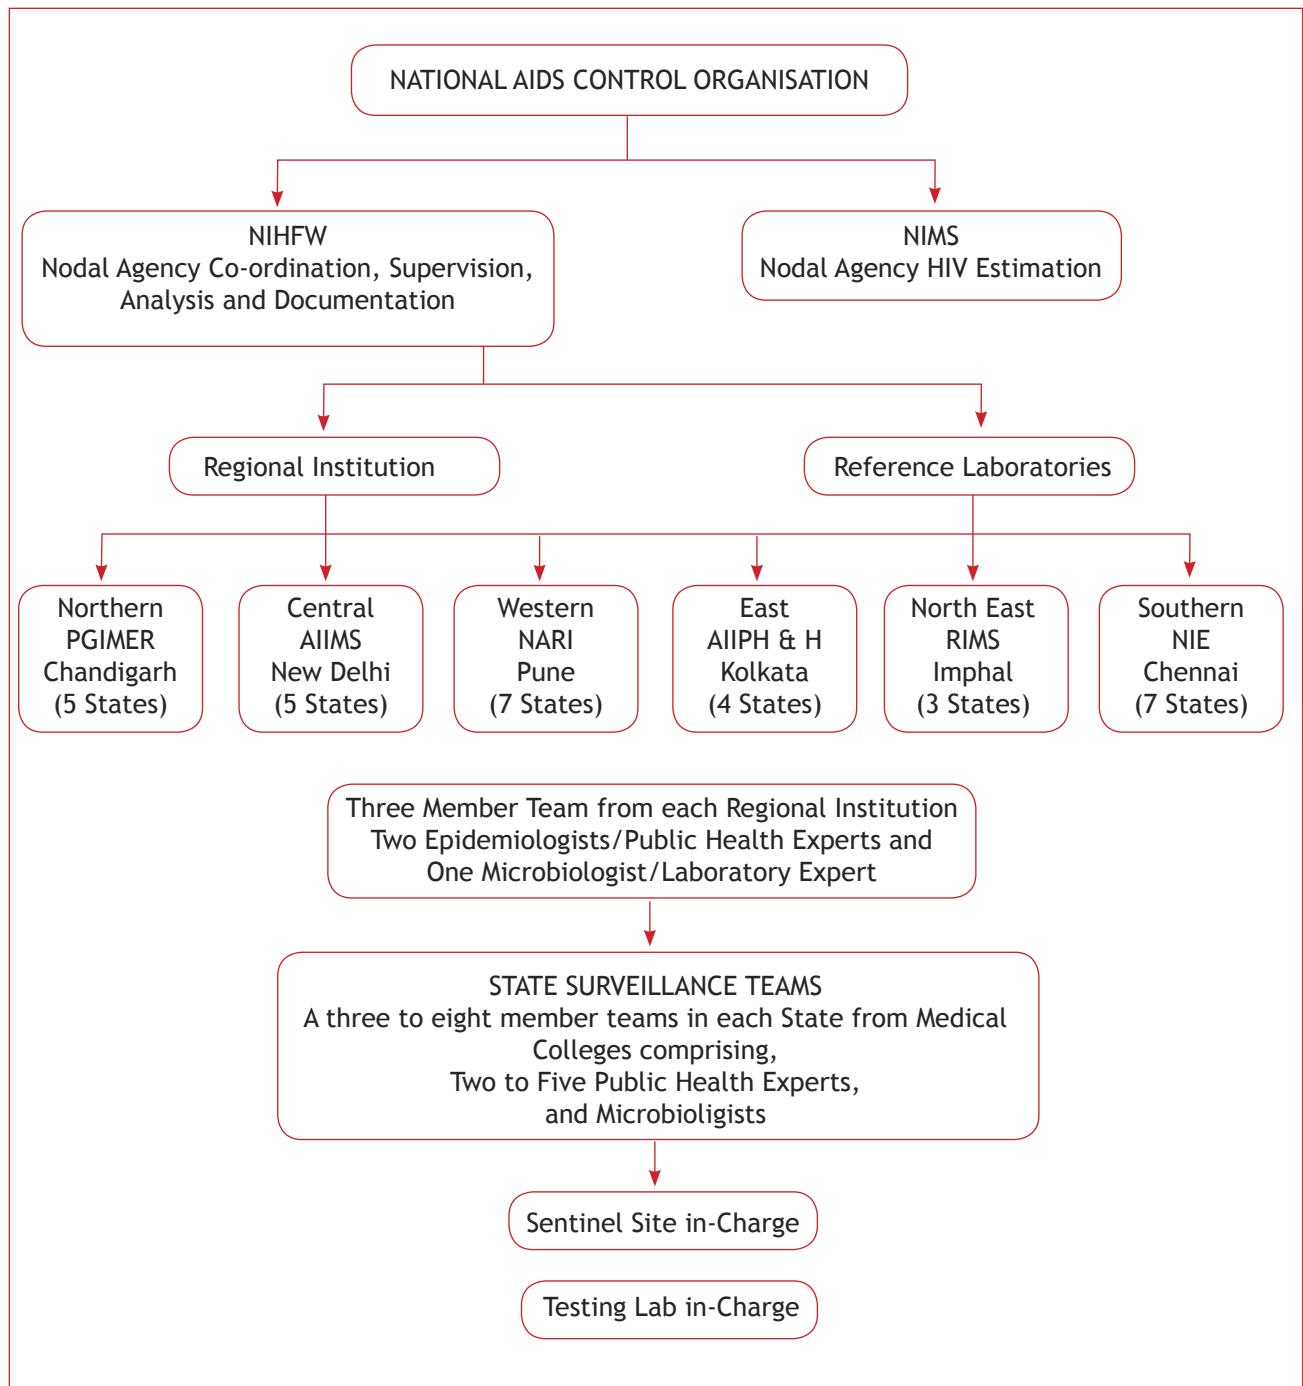 NATIONAL AIDS CONTROL ORGANISATION
NIHFW
Nodal Agency Co-ordination, Supervision,
Analysis and Documentation
NIMS
Nodal Agency HIV Estimation
Regional Institution
Reference Laboratories
Northern
PGIMER
Chandigarh
(5 States)
Central
AIIMS
New Delhi
(5 States)
Western
NARI
Pune
(7 States)
East
AIIPH & H
Kolkata
(4 States)
North East
RIMS
Imphal
(3 States)
Southern
NIE
Chennai
(7 States)
Three Member Team from each Regional Institution
Two Epidemiologists/Public Health Experts and
One Microbiologist/Laboratory Expert
STATE SURVEILLANCE TEAMS
A three to eight member teams in each State from Medical
Colleges comprising,
Two to Five Public Health Experts,
and Microbioligists
Sentinel Site in-Charge
Testing Lab in-Charge